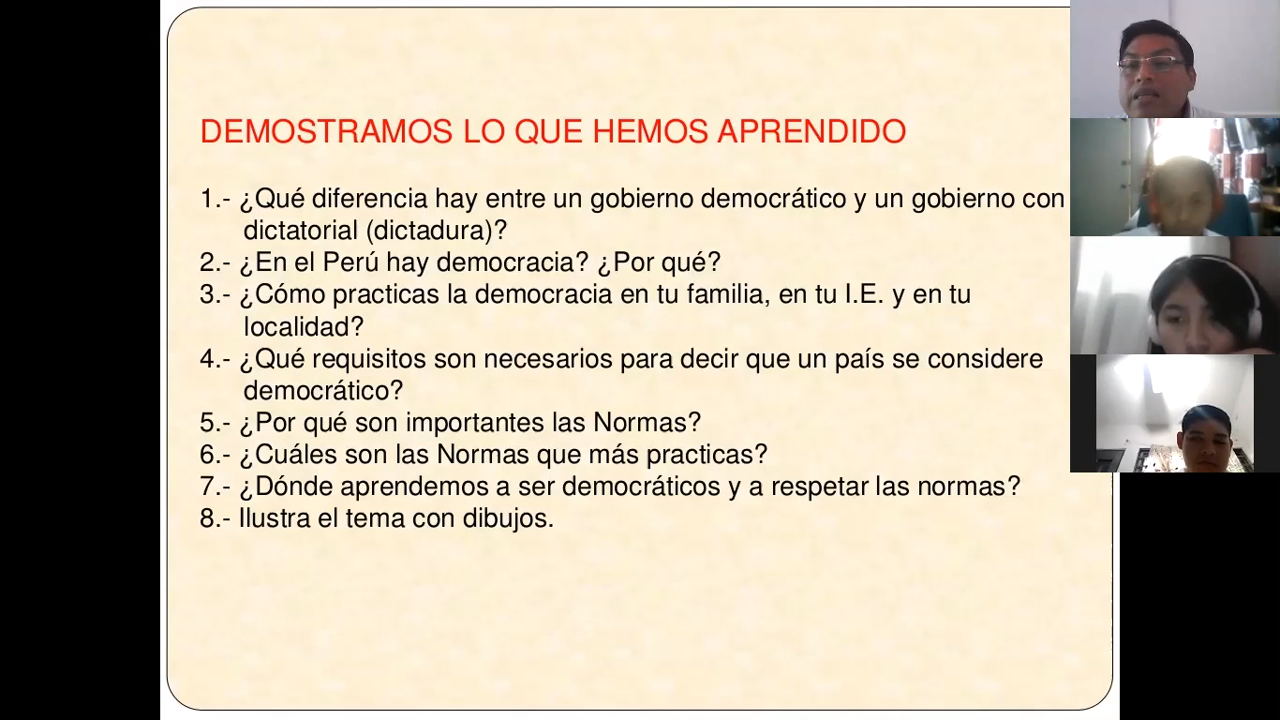 DEMOSTRAMOS LO QUE HEMOS APRENDIDO
1.- ¿Qué diferencia hay entre un gobierno democrático y un gobierno con
dictatorial (dictadura)?
2.- ¿En el Perú hay democracia? ¿Por qué?
3.- ¿Cómo practicas la democracia en tu familia, en tu I.E. y en tu
localidad?
4.- ¿Qué requisitos son necesarios para decir que un país se considere
democrático?
5.- ¿Por qué son importantes las Normas?
6.- ¿Cuáles son las Normas que más practicas?
7.- ¿Dónde aprendemos a ser democráticos y a respetar las normas?
8.- Ilustra el tema con dibujos.